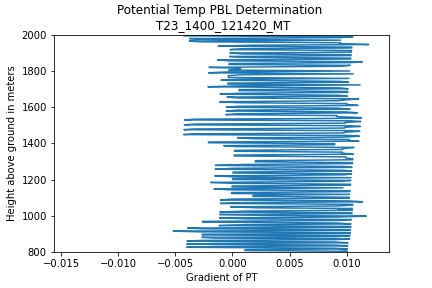 Potential Temp PBL Determination
T23_1400_121420_MT
Height above ground in meters
2000
1800
1600
1400
1200
1000
800
−0.015 −0.010 −0.005 0.000 0.005 0.010
Gradient of PT